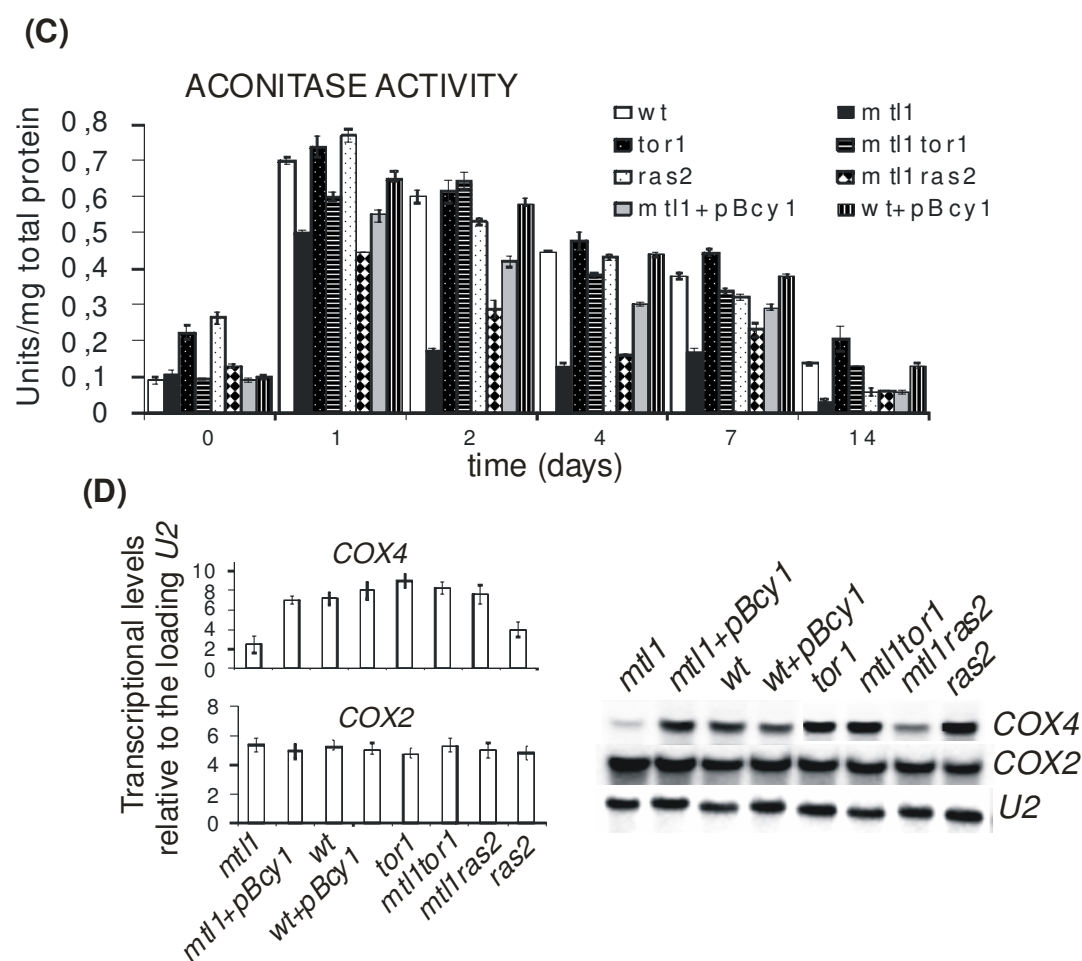 (C)
ACONITASE ACTIVITY
Units/mg total protein
0,8
0,7
0,6
0,5
0,4
0,3
0,2
0,1
0
wt
mtl1
tor1
mtl1tor1
ras2
mtl1ras2
mtl1+pBcy1
wt+pBcy1
0 1 2 4 7 14
time (days)
(D)
Transcriptional levels
relative to the loading U2
COX4
10
8
6
4
2
0
COX2
8
6
4
2
0
mtl1
mtl1+pBcy1
wt
wt+pBcy1
tor1
mtl1tor1
mtl1ras2
ras2
mtl1
mtl1+pBcy1
wt
wt+pBcy1
tor1
mtl1tor1
mtl1ras2
ras2
COX4
COX2
U2